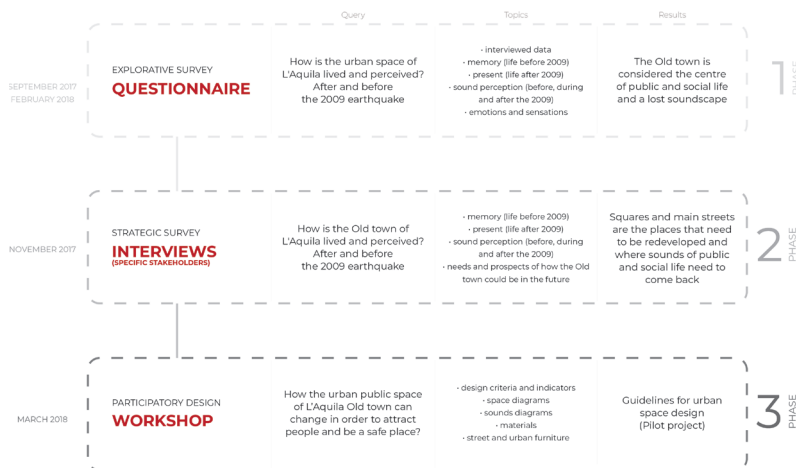 Query
Topics
Results
SEPTEMBER 2017
FEBRUARY 2018
EXPLORATIVE SURVEY
QUESTIONNAIRE
How is the urban space of
L'Aquila lived and perceived?
After and before
the 2009 earthquake
• interviewed data
• memory (life before 2009)
• present (life after 2009)
• sound perception (before, during
and after the 2009)
• emotions and sensations
The Old town is
considered the centre
of public and social life
and a lost soundscape
1
PHASE
NOVEMBER 2017
STRATEGIC SURVEY
INTERVIEWS
(SPECIFIC STAKEHOLDERS)
How is the Old town of
L'Aquila lived and perceived?
After and before
the 2009 earthquake
• memory (life before 2009)
• present (life after 2009)
• sound perception (before, during
and after the 2009)
• needs and prospects of how the Old
town could be in the future
Squares and main streets
are the places that need
to be redeveloped and
where sounds of public
and social life need to
come back
2
PHASE
MARCH 2018
PARTICIPATORY DESIGN
WORKSHOP
How the urban public space
of L'Aquila Old town can
change in order to attract
people and be a safe place?
• design criteria and indicators
• space diagrams
• sounds diagrams
• materials
• street and urban furniture
Guidelines for urban
space design
(Pilot project)
3
PHASE